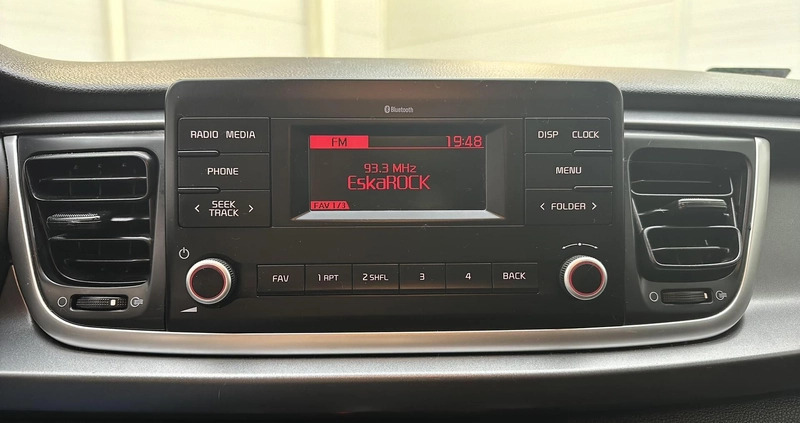 Bluetooth
RADIO MEDIA
DISP CLOCK
FM 19:48
PHONE
93.3 MHz
EskaROCK
MENU
SEEK
TRACK
FAV 1/3
FOLDER
FAV 1 RPT 2 SHFL 3 4 BACK